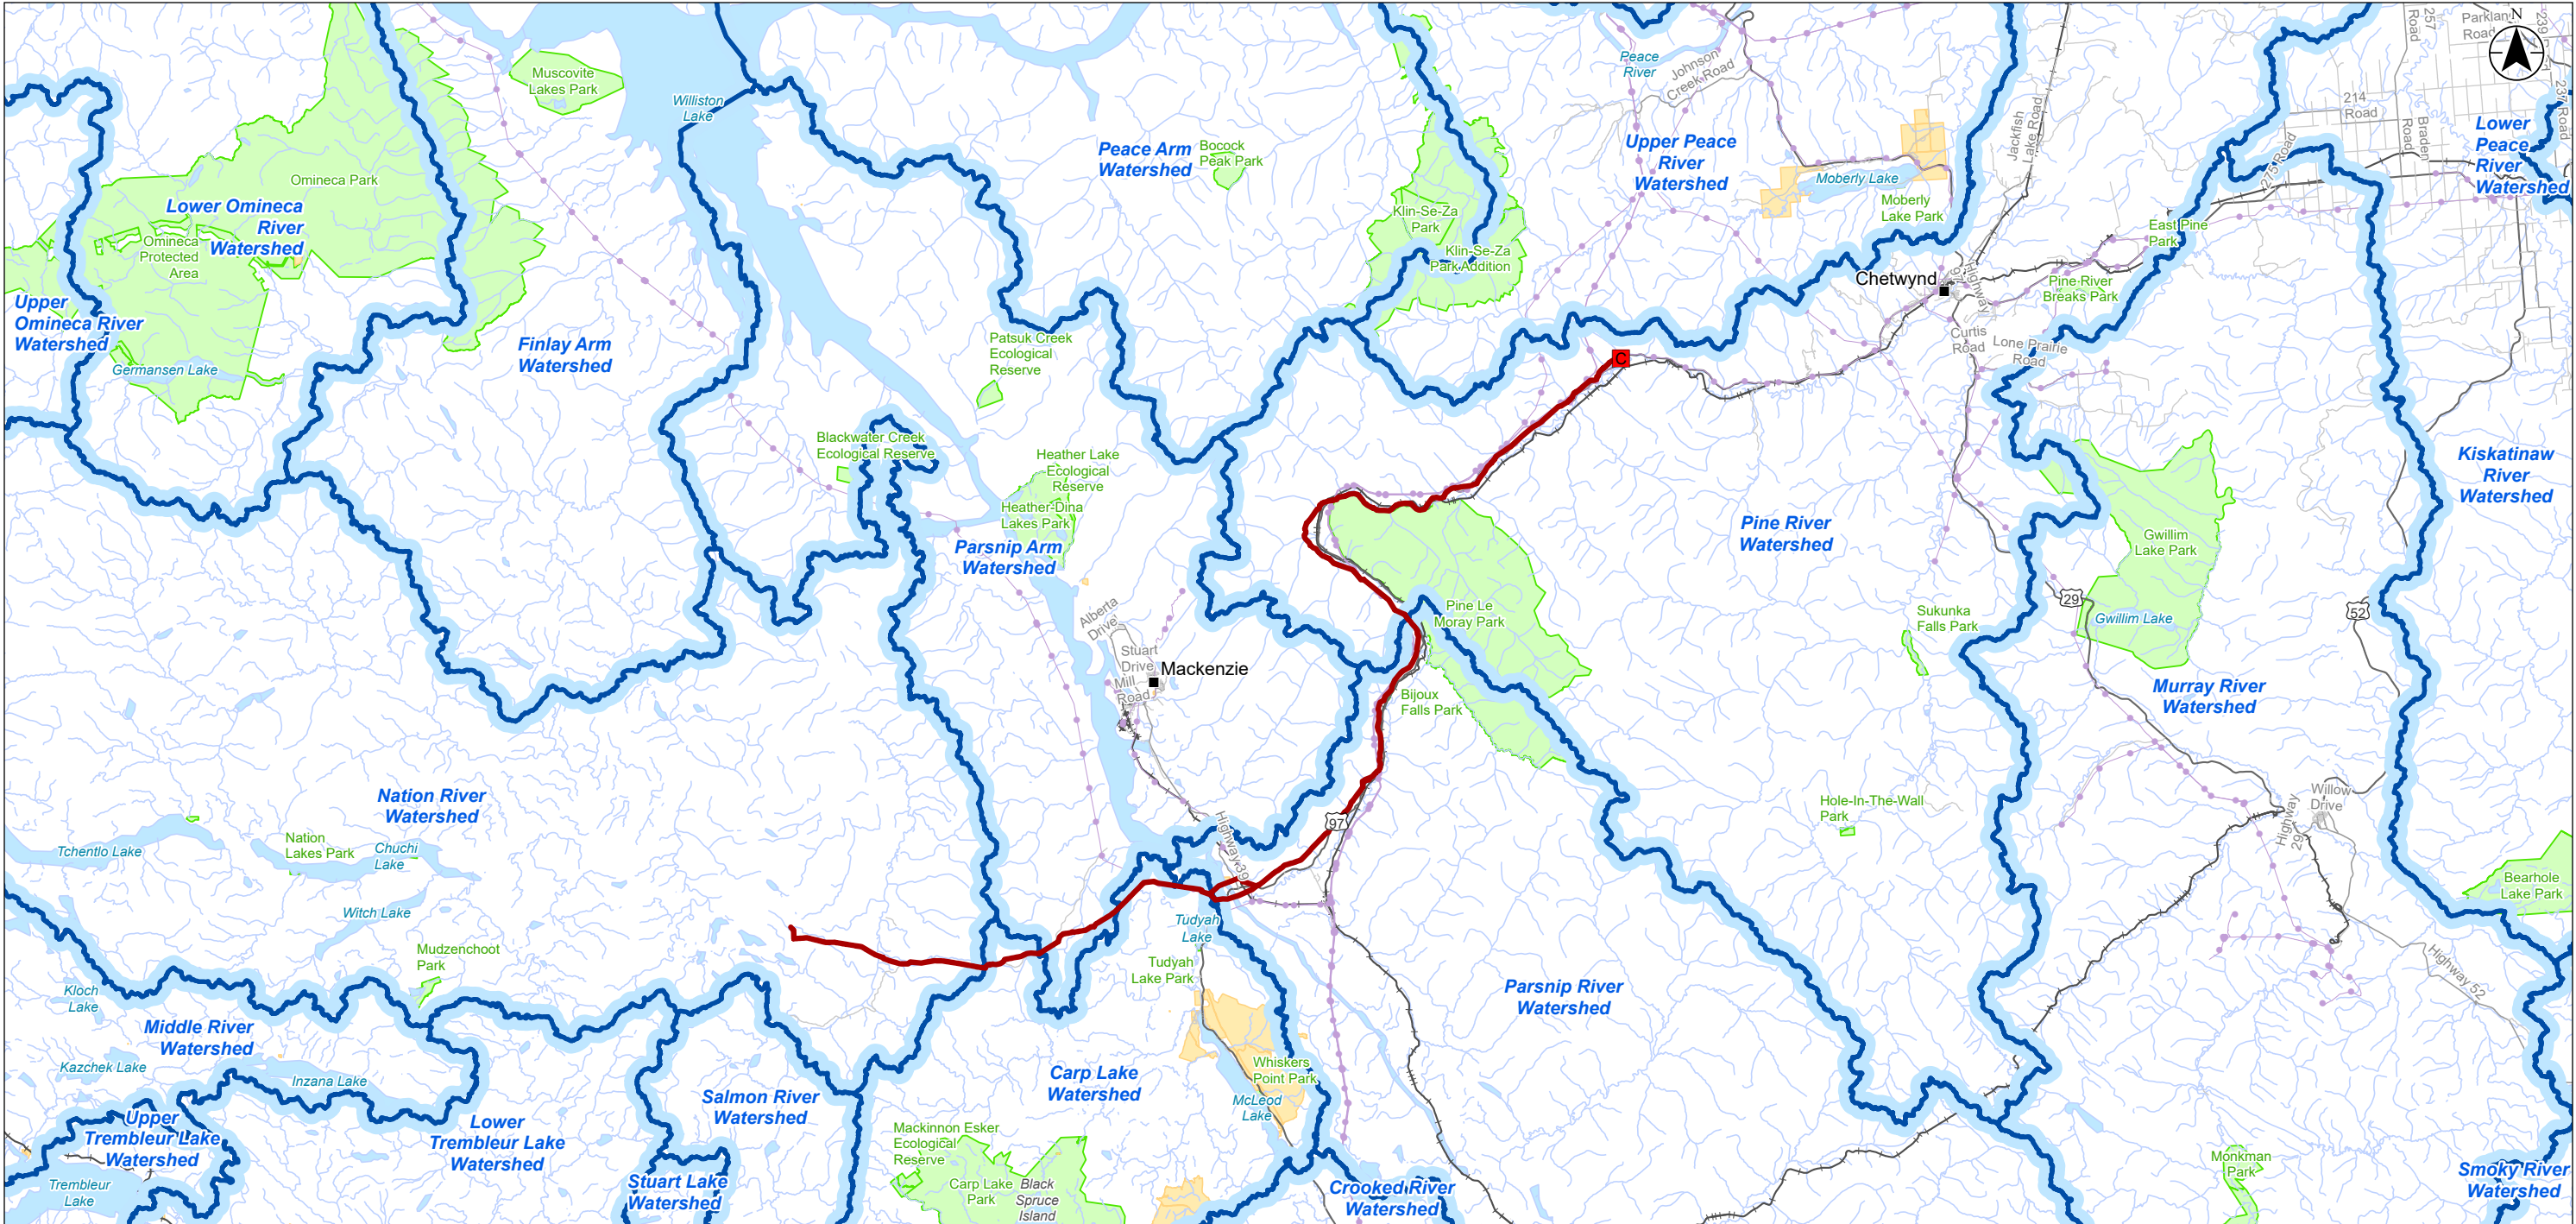 Muscovite
Lakes Park
Williston
Lake
Omineca Park
Lower Omineca
River
Watershed
Omineca
Protected
Area
Upper
Omineca River
Watershed
Germansen Lake
Finlay Arm
Watershed
Peace Arm
Watershed
Bocock
Peak Park
Patsuk Creek
Ecological
Reserve
Blackwater Creek
Ecological Reserve
Heather Lake
Ecological
Reserve
Heather-Dina
Lakes Park
Parsnip Arm
Watershed
Klin-Se-Za
Park
Klin-Se-Za
Park Addition
Peace
River
Johnson
Creek Road
Upper Peace
River
Watershed
Moberly Lake
Moberly
Lake Park
Jackfish
Lake Road
Chetwynd
Highway
97
Curtis
Road
Lone Prairie
Road
Pine River
Breaks Park
East Pine
Park
275 Road
214
Road
Braden
Road
257
Road
Parklan
Road
N
239
237 Road
Lower
Peace
River
Watershed
C
Kiskatinaw
River
Watershed
Pine River
Watershed
Gwillim
Lake Park
Gwillim Lake
29
52
Sukunka
Falls Park
Murray River
Watershed
Pine Le
Moray Park
Bijoux
Falls Park
Alberta
Drive
Stuart
Drive
Mill
Road
Mackenzie
97
Highway 39
Hole-In-The-Wall
Park
Willow
Drive
Highway
29
Highway 52
Bearhole
Lake Park
Nation River
Watershed
Tchentlo Lake
Nation
Lakes Park
Chuchi
Lake
Witch Lake
Mudzenchoot
Park
Kloch
Lake
Middle River
Watershed
Kazchek Lake
Inzana Lake
Upper
Trembleur Lake
Watershed
Trembleur
Lake
Lower
Trembleur Lake
Watershed
Salmon River
Watershed
Stuart Lake
Watershed
Tudyah
Lake
Tudyah
Lake Park
Carp Lake
Watershed
Whiskers
Point Park
McLeod
Lake
Mackinnon Esker
Ecological
Reserve
Carp Lake
Park
Black
Spruce
Island
Parsnip River
Watershed
Crooked River
Watershed
Monkman
Park
Smoky River
Watershed